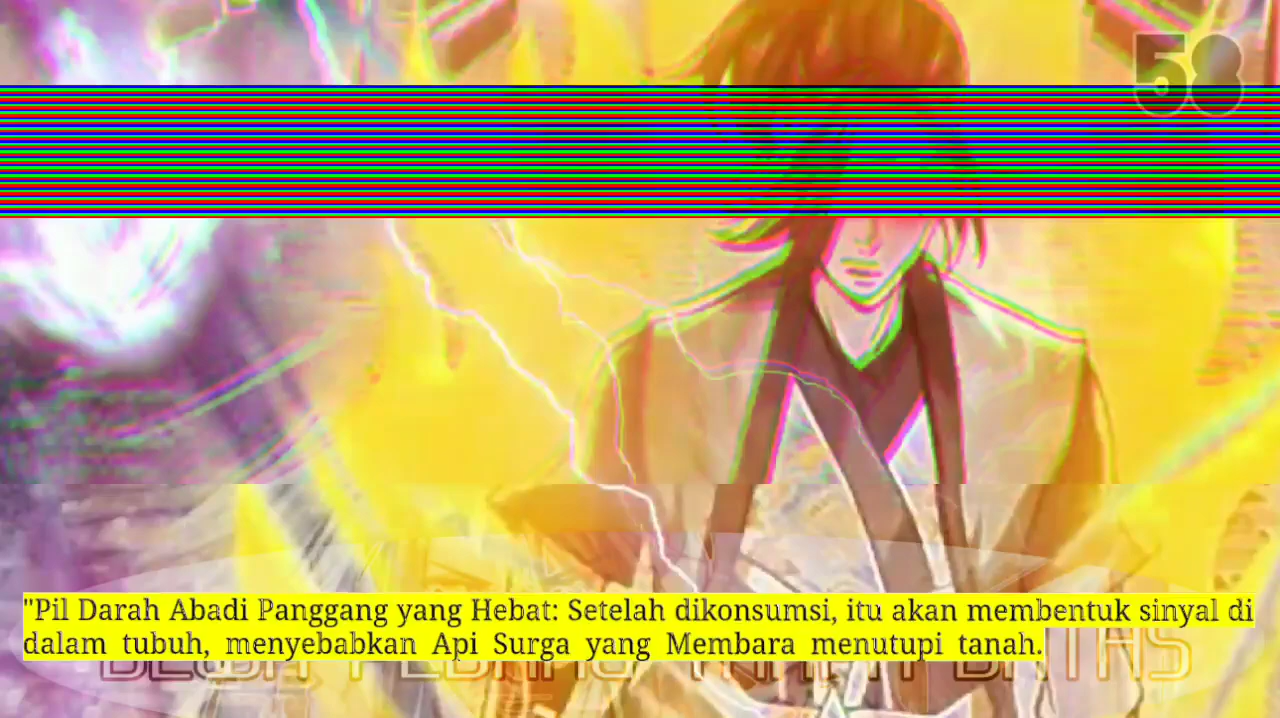 58
"Pil Darah Abadi Panggang yang Hebat: Setelah dikonsumsi, itu akan membentuk sinyal di
dalam tubuh, menyebabkan Api Surga yang Membara menutupi tanah.